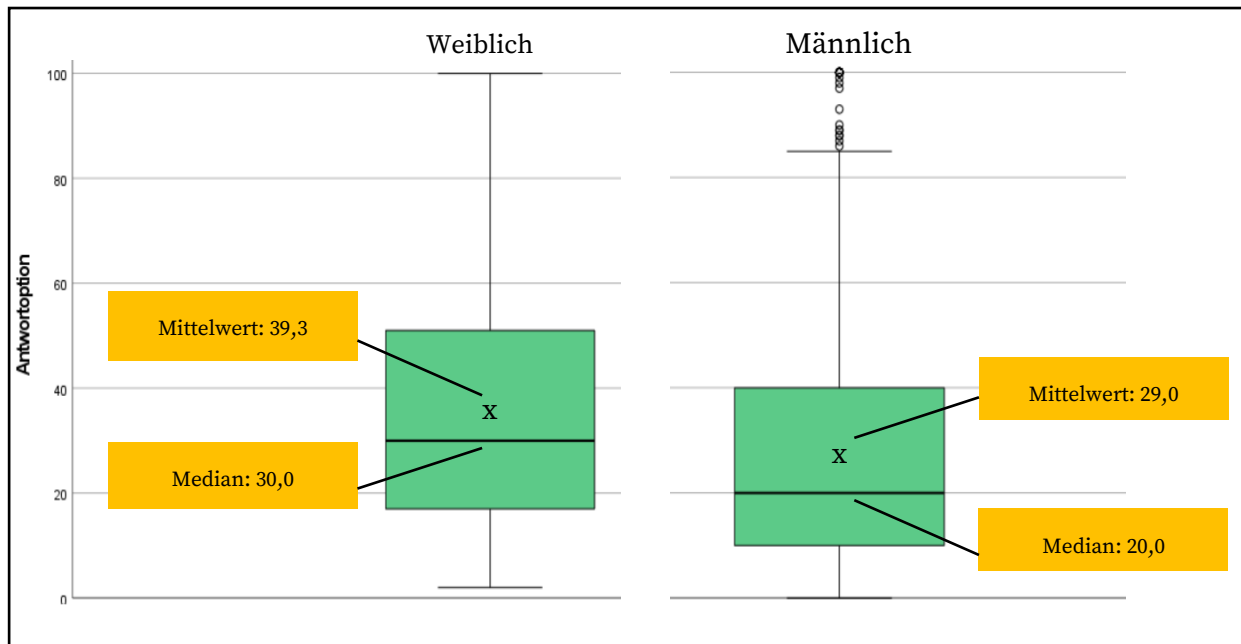 Weiblich
Männlich
100
80
60
40
20
0
Antwortoption
Mittelwert: 39,3
x
Median: 30,0
Mittelwert: 29,0
x
Median: 20,0